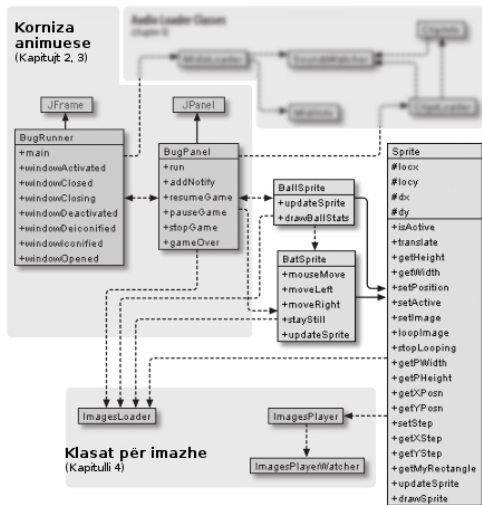 Korniza
animuese
(Kapitujt 2, 3)
Audio Loader Classes
JFrame
JPanel
BugRunner
+main
+windowActivated
+windowClosed
+windowClosing
+windowDeactivated
+windowDeiconified
+windowIconified
+windowOpened
BugPanel
+run
+addNotify
+resumeGame
+pauseGame
+stopGame
+gameOver
BallSprite
+updateSprite
+drawBallStats
BatSprite
+mouseMove
+moveLeft
+moveRight
+stayStill
+updateSprite
Sprite
#locx
#locy
#dx
#dy
+isActive
+translate
+getHeight
+getWidth
+setPosition
+setActive
+setImage
+loopImage
+stopLooping
+getPWidth
+getPHeight
+getXPosn
+getYPosn
+setStep
+getXStep
+getYStep
+getMyRectangle
+updateSprite
+drawSprite
ImagesLoader
ImagesPlayer
ImagesPlayerWatcher
Klasat për imazhe
(Kapitulli 4)